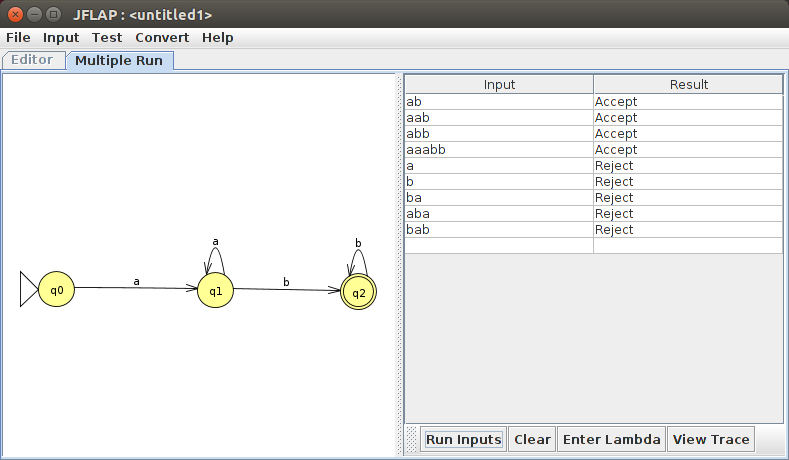 JFLAP : <untitled1>
File Input Test Convert Help
Editor Multiple Run
Input Result
ab Accept
aab Accept
abb Accept
aaabb Accept
a Reject
b Reject
ba Reject
aba Reject
bab Reject
a b
q0 a q1 b q2
Run Inputs Clear Enter Lambda View Trace